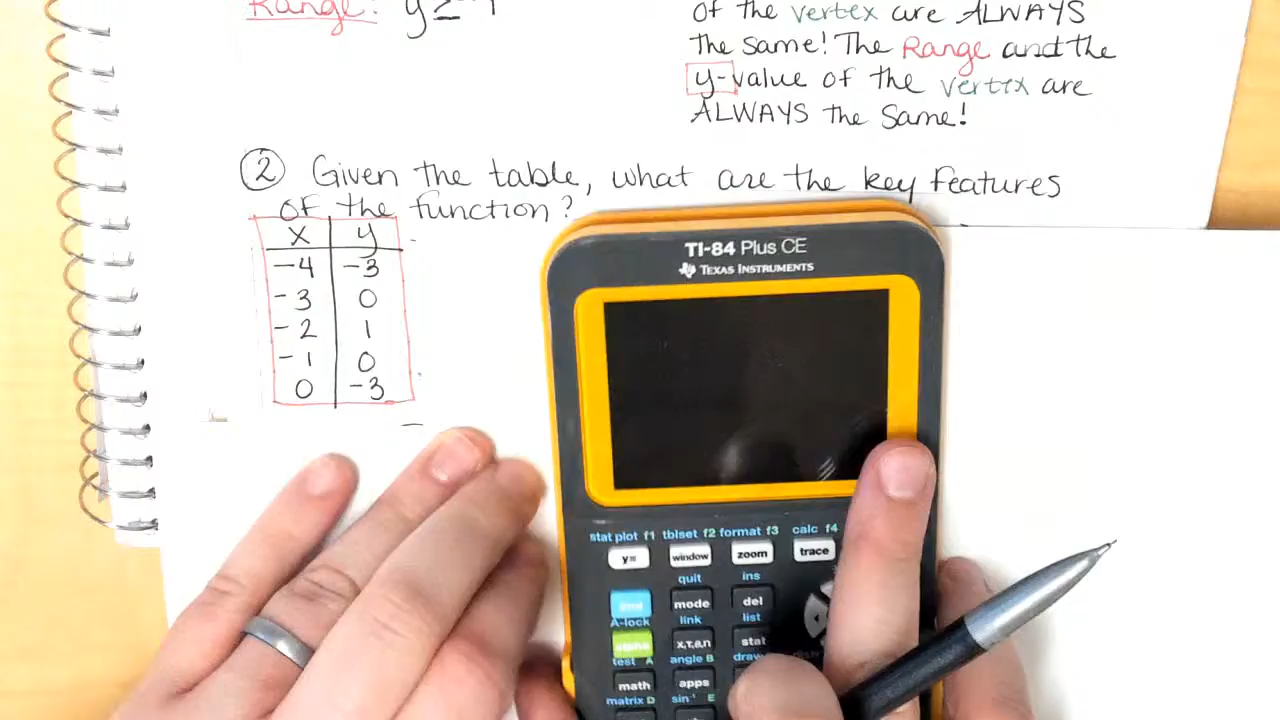 Range: y ≥ -1
of the vertex are ALWAYS
the same! The Range and the
y-value of the vertex are
ALWAYS the same!
2 Given the table, what are the key features
of the function?
x y
-4 -3
-3 0
-2 1
-1 0
0 -3
TI-84 Plus CE
TEXAS INSTRUMENTS
stat plot f1 tblset f2 format f3 calc f4
y= window zoom trace
quit ins
2nd mode del
A-lock link list
alpha X,T,θ,n stat
test A angle B draw
math apps
matrix D sin⁻¹ E